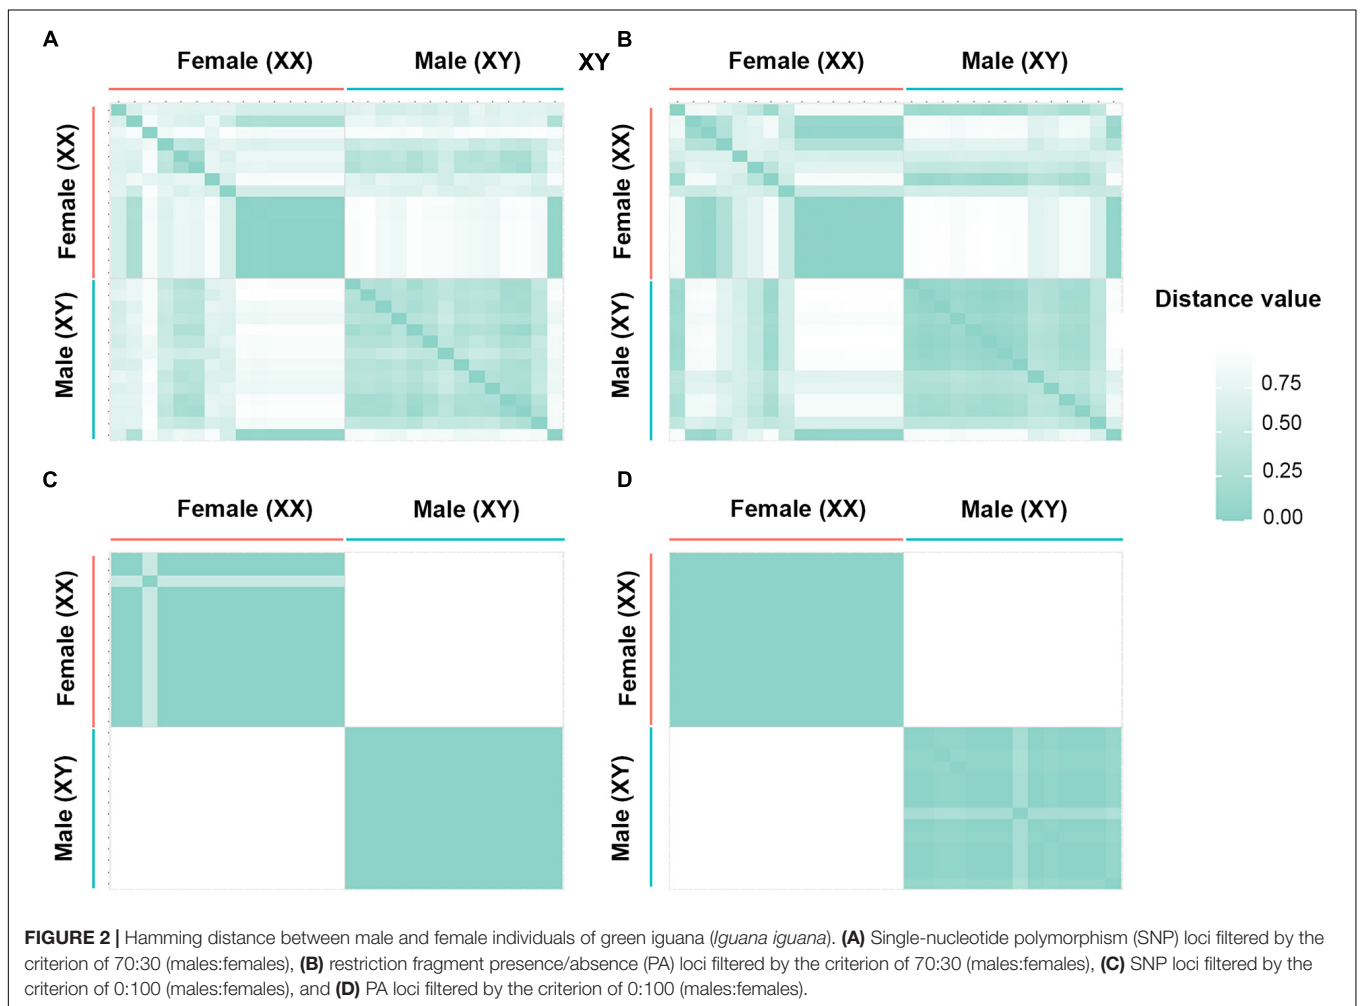 A
Female (XX)
Male (XY)
XY
B
Female (XX)
Male (XY)
Female (XX)
Male (XY)
Female (XX)
Male (XY)
Distance value
0.75
0.50
0.25
0.00
C
Female (XX)
Male (XY)
D
Female (XX)
Male (XY)
Female (XX)
Male (XY)
Female (XX)
Male (XY)
FIGURE 2 | Hamming distance between male and female individuals of green iguana (Iguana iguana). (A) Single-nucleotide polymorphism (SNP) loci filtered by the
criterion of 70:30 (males:females), (B) restriction fragment presence/absence (PA) loci filtered by the criterion of 70:30 (males:females), (C) SNP loci filtered by the
criterion of 0:100 (males:females), and (D) PA loci filtered by the criterion of 0:100 (males:females).